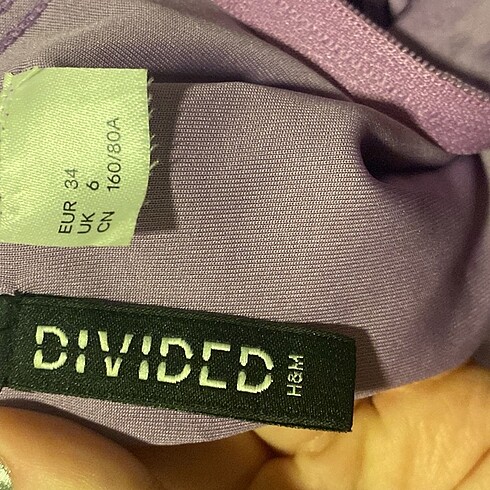 EUR 34
UK 6
CN 160/80A
DIVIDED
H&M